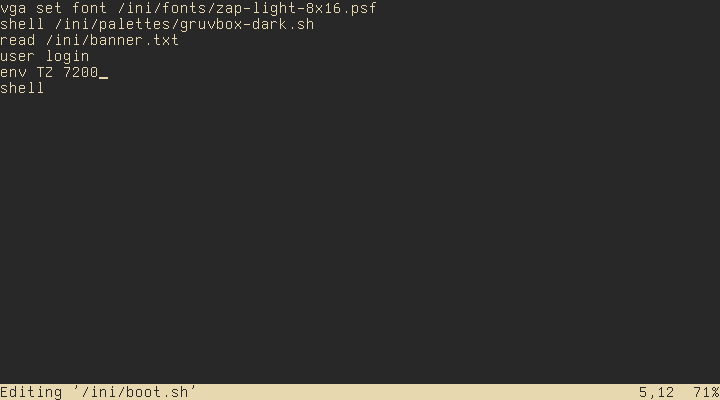 vga set font /ini/fonts/zap-light-8x16.psf
shell /ini/palettes/gruvbox-dark.sh
read /ini/banner.txt
user login
env TZ 7200_
shell
Editing '/ini/boot.sh' 5,12 71%